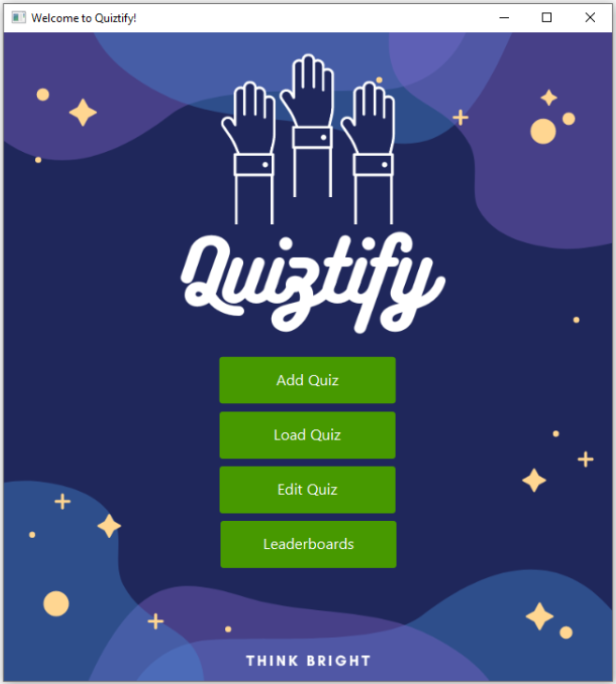 Welcome to Quiztify!
Quiztify
Add Quiz
Load Quiz
Edit Quiz
Leaderboards
THINK BRIGHT